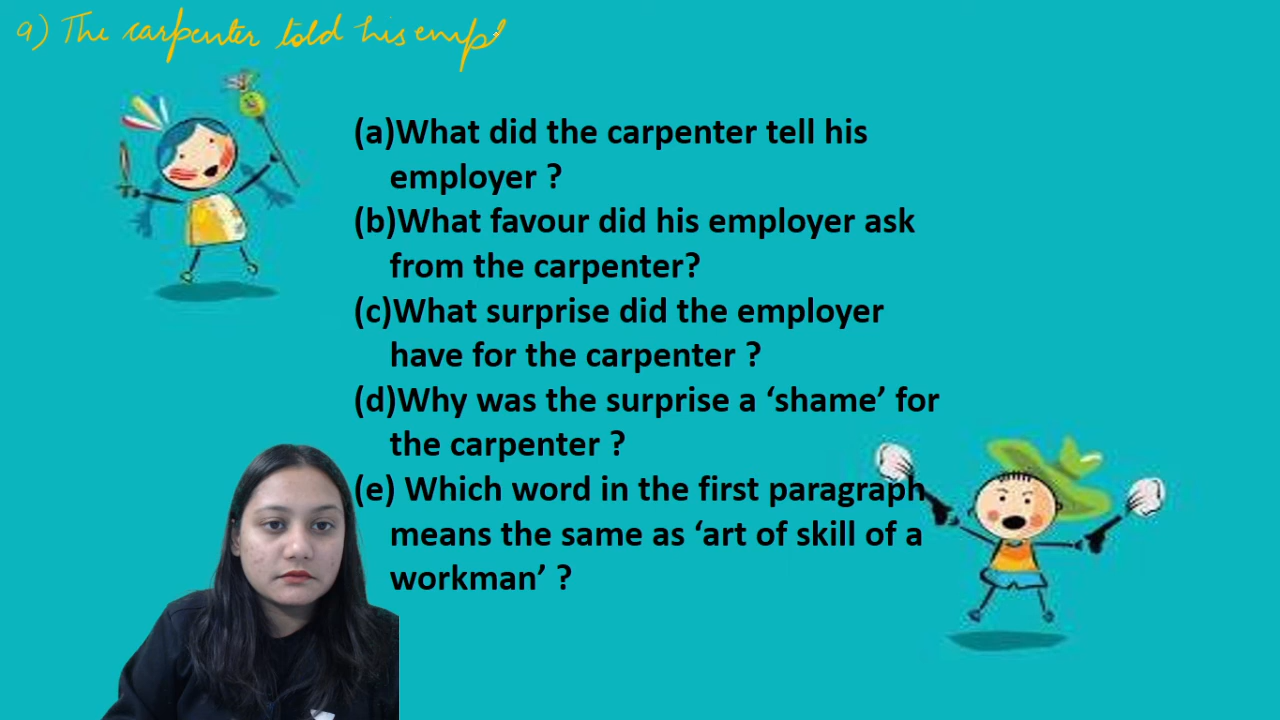 a) The carpenter told his empl
(a)What did the carpenter tell his
employer ?
(b)What favour did his employer ask
from the carpenter?
(c)What surprise did the employer
have for the carpenter ?
(d)Why was the surprise a ‘shame’ for
the carpenter ?
(e) Which word in the first paragraph
means the same as ‘art of skill of a
workman’ ?